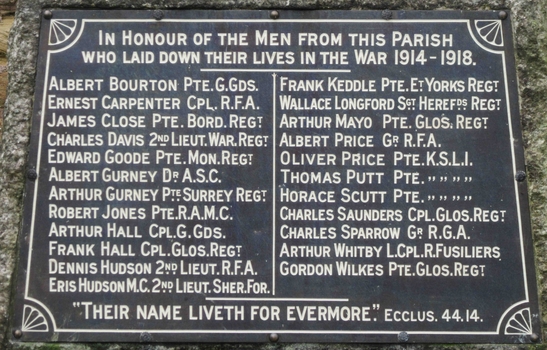 IN HONOUR OF THE MEN FROM THIS PARISH
WHO LAID DOWN THEIR LIVES IN THE WAR 1914-1918.
ALBERT BOURTON PTE. G. GDS.
ERNEST CARPENTER CPL. R.F.A.
JAMES CLOSE PTE. BORD. REGT
CHARLES DAVIS 2ND LIEUT. WAR. REGT
EDWARD GOODE PTE. MON. REGT
ALBERT GURNEY DR A.S.C.
ARTHUR GURNEY PTE. SURREY REGT
ROBERT JONES PTE. R.A.M.C.
ARTHUR HALL CPL. G. GDS.
FRANK HALL CPL. GLOS. REGT
DENNIS HUDSON 2ND LIEUT. R.F.A.
ERIS HUDSON M.C. 2ND LIEUT. SHER. FOR.
FRANK KEDDLE PTE. ET YORKS REGT
WALLACE LONGFORD SGT HEREFDS REGT
ARTHUR MAYO PTE. GLOS. REGT
ALBERT PRICE GR R.F.A.
OLIVER PRICE PTE. K.S.L.I.
THOMAS PUTT PTE. " " " "
HORACE SCUTT PTE. " " " "
CHARLES SAUNDERS CPL. GLOS. REGT
CHARLES SPARROW GR R.G.A.
ARTHUR WHITBY L. CPL. R. FUSILIERS
GORDON WILKES PTE. GLOS. REGT
"THEIR NAME LIVETH FOR EVERMORE." ECCLUS. 44.14.